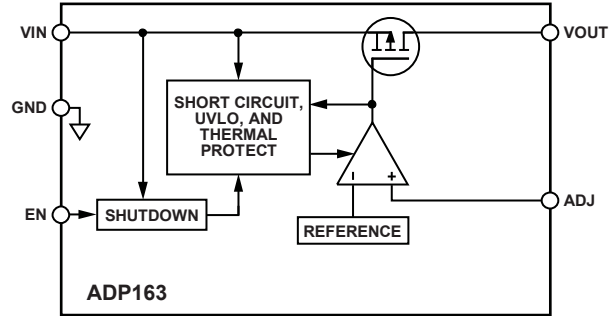 VIN
VOUT
GND
SHORT CIRCUIT,
UVLO, AND
THERMAL
PROTECT
EN
SHUTDOWN
–
+
ADJ
REFERENCE
ADP163